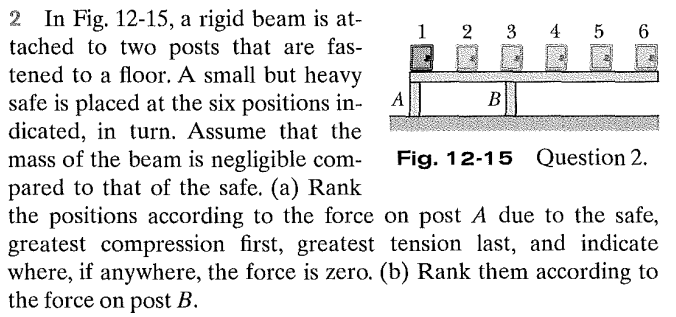 2 In Fig. 12-15, a rigid beam is at-
tached to two posts that are fas-
tened to a floor. A small but heavy
safe is placed at the six positions in-
dicated, in turn. Assume that the
mass of the beam is negligible com-
pared to that of the safe. (a) Rank
1 2 3 4 5 6
A B
Fig. 12-15 Question 2.
the positions according to the force on post A due to the safe,
greatest compression first, greatest tension last, and indicate
where, if anywhere, the force is zero. (b) Rank them according to
the force on post B.